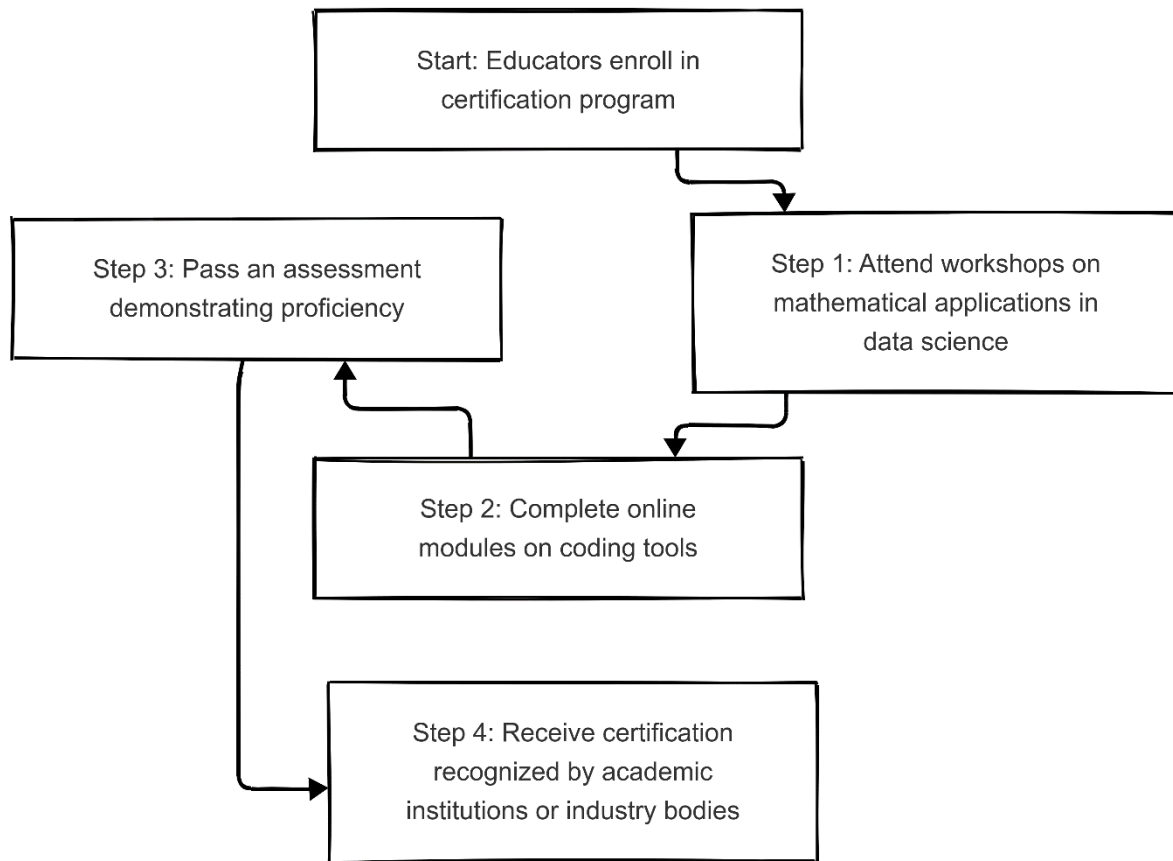 Start: Educators enroll in
certification program
Step 1: Attend workshops on
mathematical applications in
data science
Step 2: Complete online
modules on coding tools
Step 3: Pass an assessment
demonstrating proficiency
Step 4: Receive certification
recognized by academic
institutions or industry bodies